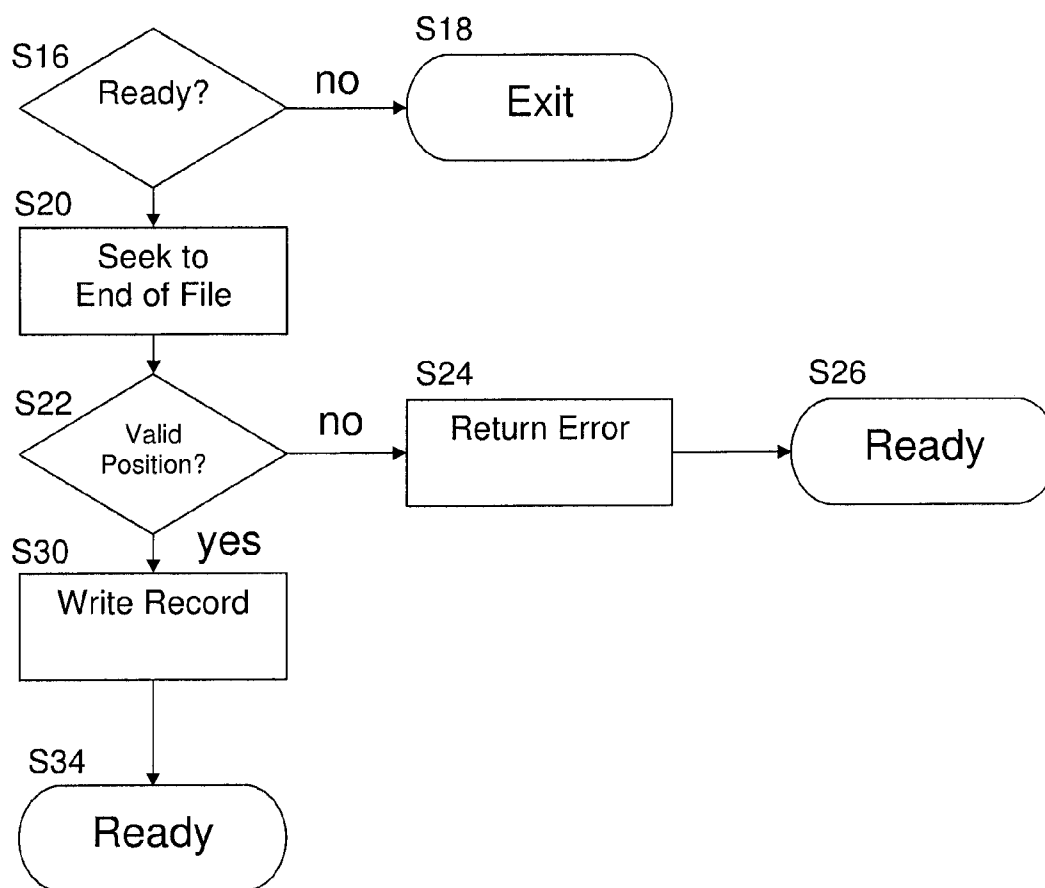 S16
Ready?
no
S18
Exit
S20
Seek to
End of File
S22
Valid
Position?
no
S24
Return Error
S26
Ready
yes
S30
Write Record
S34
Ready